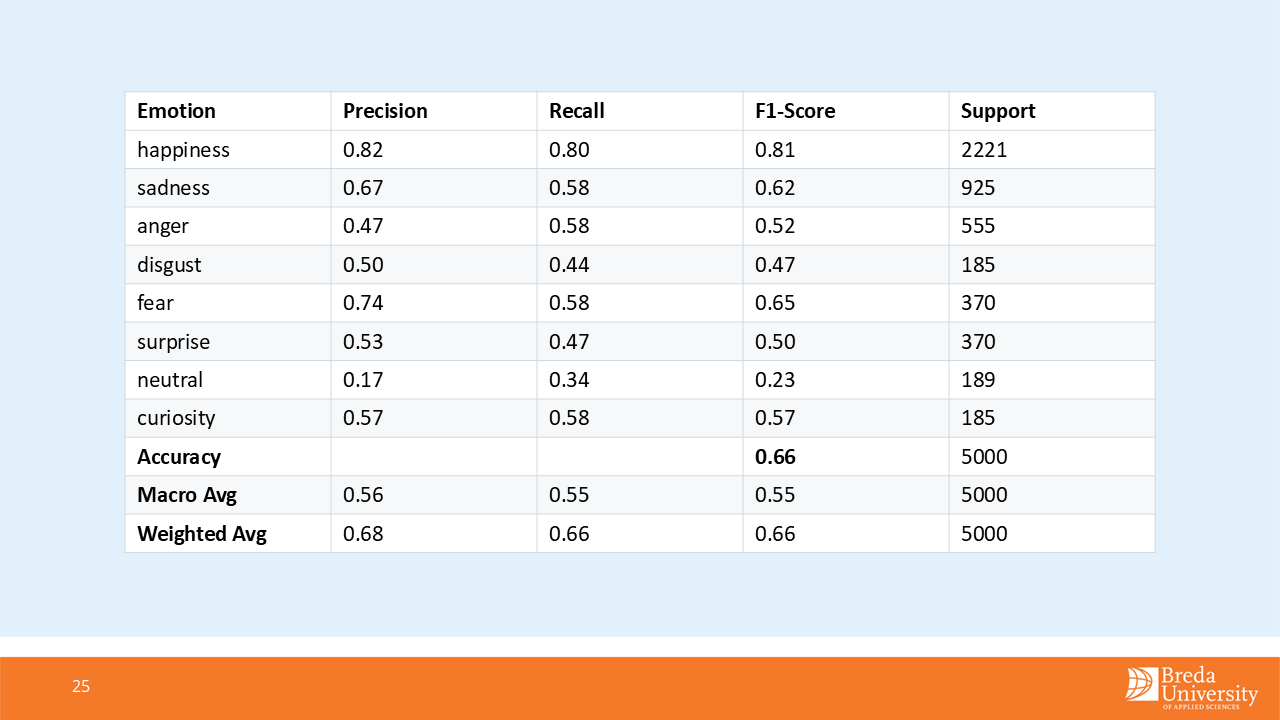 Emotion Precision Recall F1-Score Support
happiness 0.82 0.80 0.81 2221
sadness 0.67 0.58 0.62 925
anger 0.47 0.58 0.52 555
disgust 0.50 0.44 0.47 185
fear 0.74 0.58 0.65 370
surprise 0.53 0.47 0.50 370
neutral 0.17 0.34 0.23 189
curiosity 0.57 0.58 0.57 185
Accuracy 0.66 5000
Macro Avg 0.56 0.55 0.55 5000
Weighted Avg 0.68 0.66 0.66 5000
25
Breda
University
OF APPLIED SCIENCES